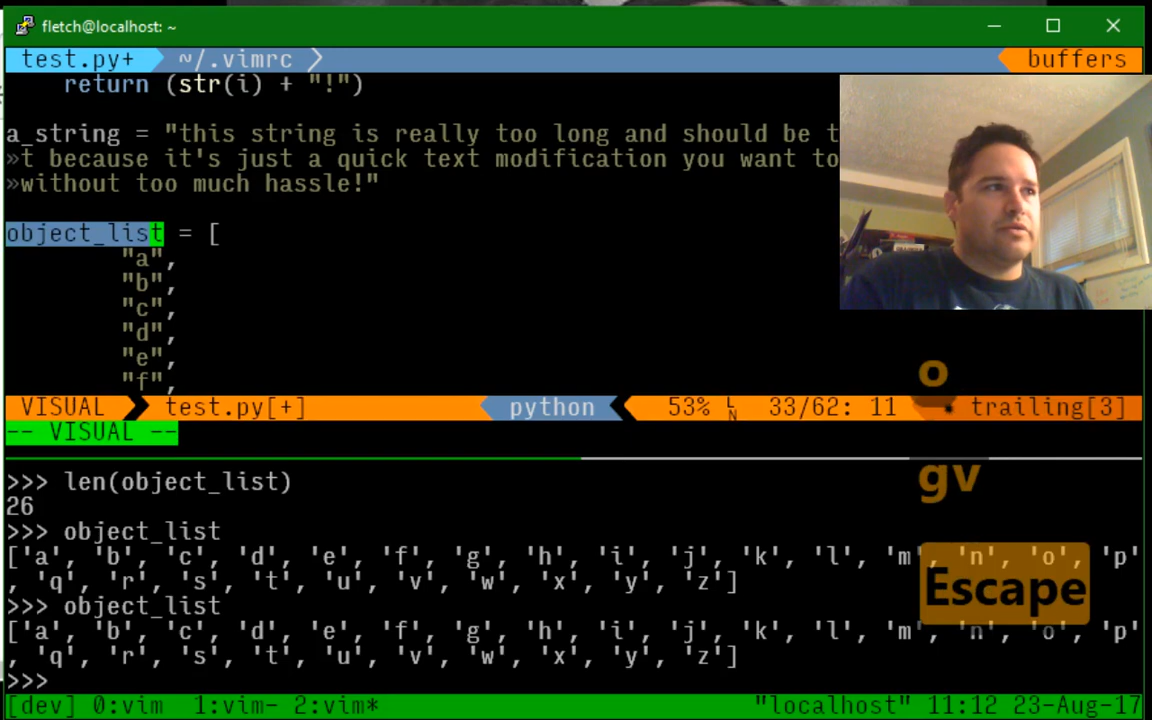 fletch@localhost: ~
test.py+ ~/.vimrc buffers
return (str(i) + "!")
a_string = "this string is really too long and should be t
»t because it's just a quick text modification you want to
»without too much hassle!"
object_list = [
"a",
"b",
"c",
"d",
"e",
"f",
o
VISUAL test.py[+] python 53% LN 33/62: 11 trailing[3]
-- VISUAL --
gv
>>> len(object_list)
26
>>> object_list
['a', 'b', 'c', 'd', 'e', 'f', 'g', 'h', 'i', 'j', 'k', 'l', 'm', 'n', 'o', 'p'
, 'q', 'r', 's', 't', 'u', 'v', 'w', 'x', 'y', 'z']
Escape
>>> object_list
['a', 'b', 'c', 'd', 'e', 'f', 'g', 'h', 'i', 'j', 'k', 'l', 'm', 'n', 'o', 'p'
, 'q', 'r', 's', 't', 'u', 'v', 'w', 'x', 'y', 'z']
>>>
[dev] 0:vim 1:vim- 2:vim* "localhost" 11:12 23-Aug-17